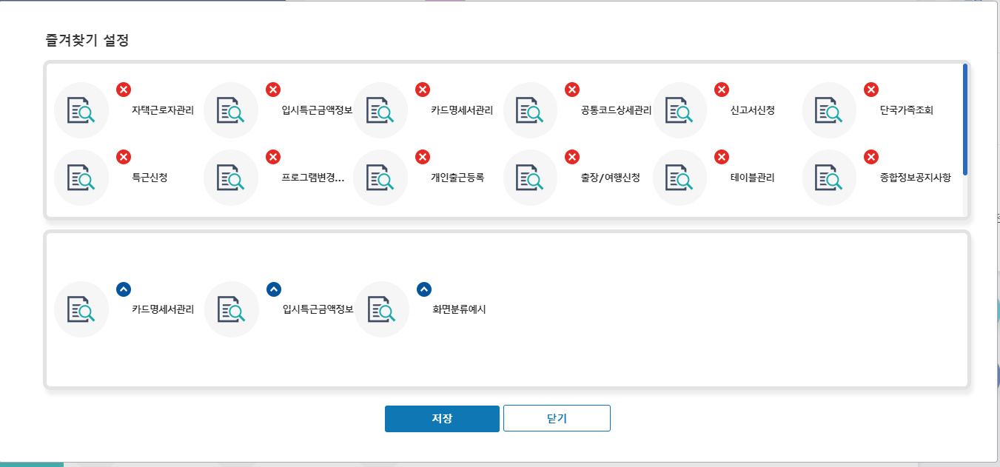 즐겨찾기 설정
자택근로자관리
입시특근금액정보
카드명세서관리
공통코드상세관리
신고서신청
단국가족조회
특근신청
프로그램변경...
개인출근등록
출장/여행신청
테이블관리
종합정보공지사항
카드명세서관리
입시특근금액정보
화면분류예시
저장
닫기